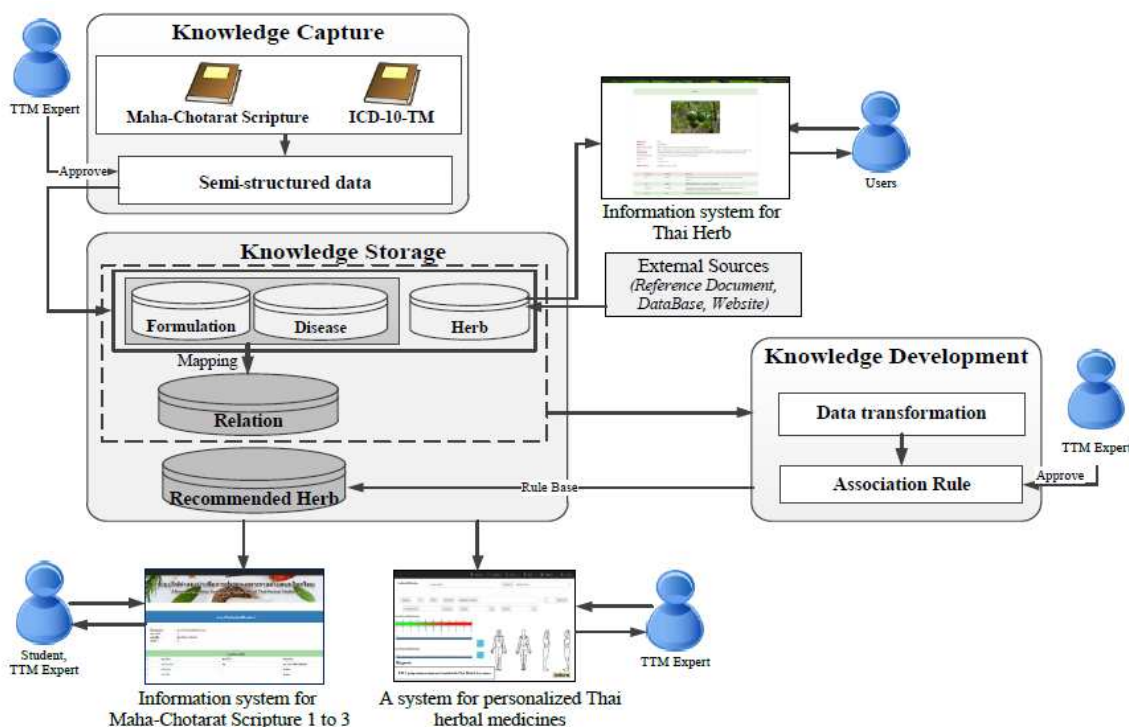 Knowledge Capture
TTM Expert
Maha-Chotarat Scripture
ICD-10-TM
Approve
Semi-structured data
Users
Information system for
Thai Herb
Knowledge Storage
External Sources
(Reference Document,
DataBase, Website)
Formulation
Disease
Herb
Mapping
Relation
Knowledge Development
Data transformation
TTM Expert
Approve
Association Rule
Rule Base
Recommended Herb
Student,
TTM Expert
TTM Expert
Information system for
Maha-Chotarat Scripture 1 to 3
A system for personalized Thai
herbal medicines